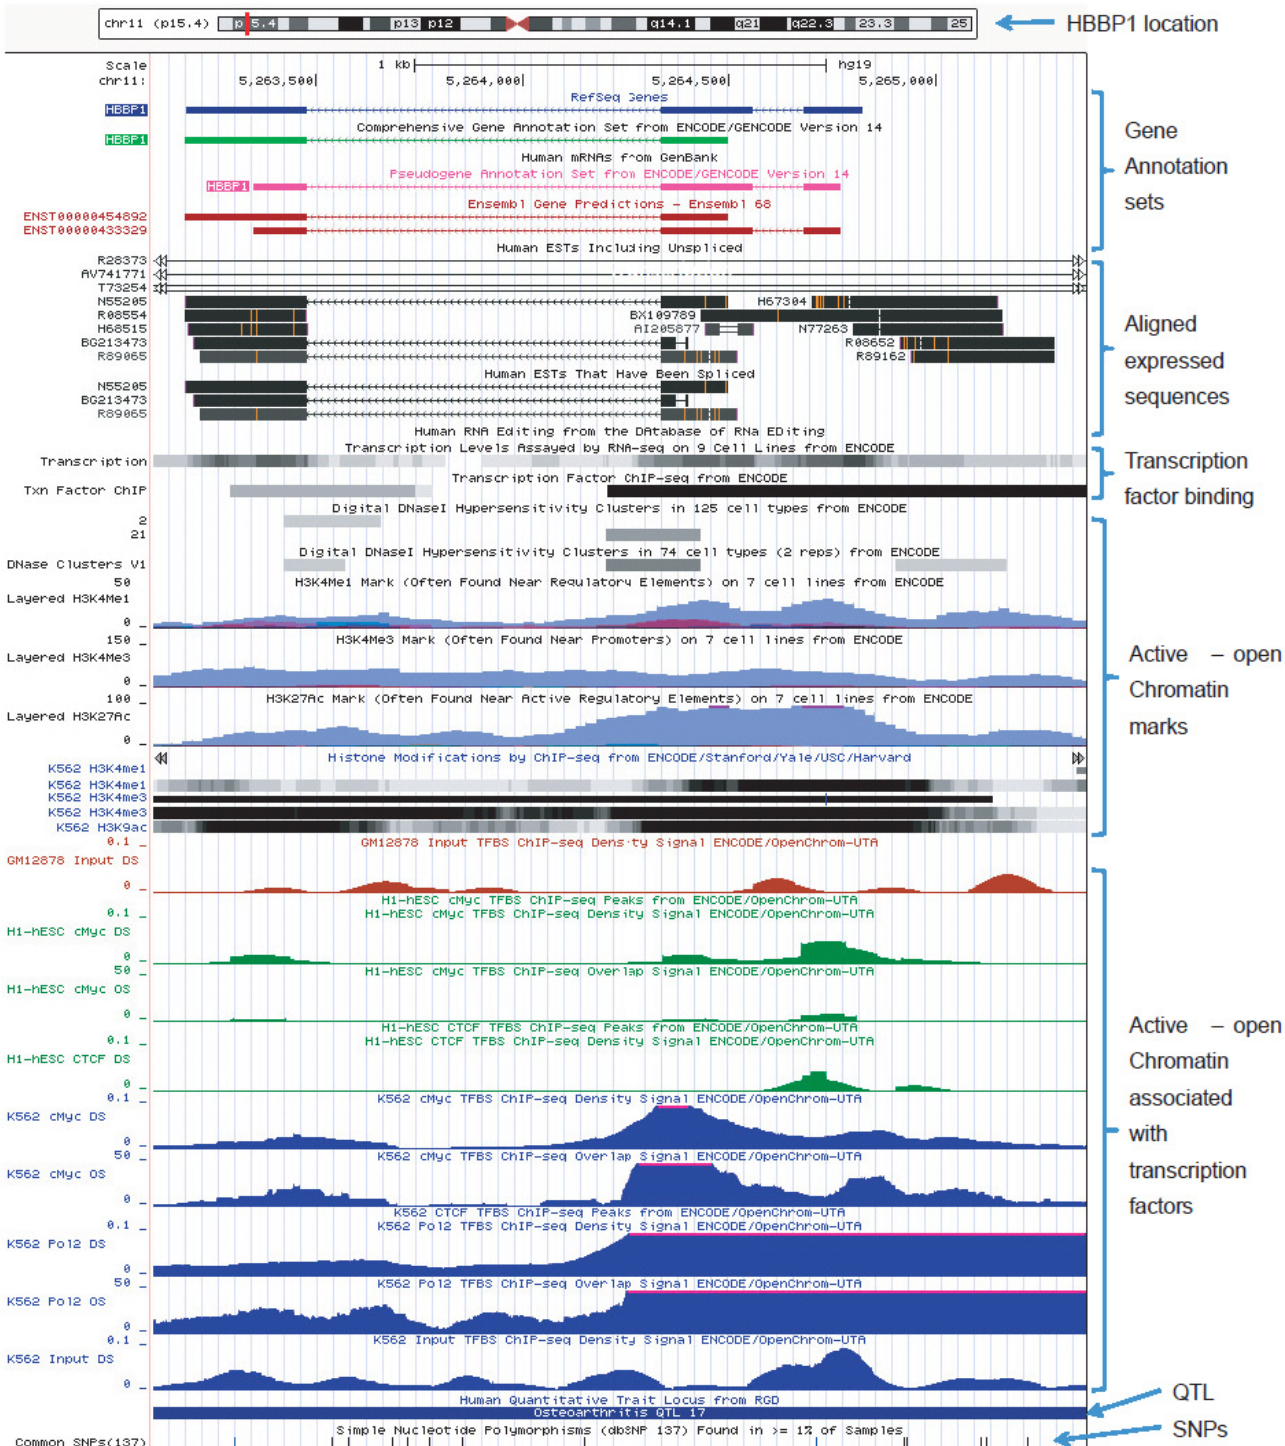 chr11 (p15.4) p15.4 p13 p12 q14.1 q21 q22.3 23.3 25
HBBP1 location
Scale 1 kb hg19
chr11: 5,263,500 5,264,000 5,264,500 5,265,000
RefSeq Genes
HBBP1
Comprehensive Gene Annotation Set from ENCODE/GENCODE Version 14
HBBP1
Human mRNAs from GenBank
Pseudogene Annotation Set from ENCODE/GENCODE Version 14
HBBP1
Ensembl Gene Predictions - Ensembl 68
ENST00000454892
ENST00000433329
Gene
Annotation
sets
Human ESTs Including Unspliced
R28373
AV741771
T73254
N55205 H67304
R08554 BX109789
H68515 AI205877 N77263
BG213473 R08652
R89065 R89162
Human ESTs That Have Been Spliced
N55205
BG213473
R89065
Aligned
expressed
sequences
Human RNA Editing from the DAtabase of RNa EDiting
Transcription Levels Assayed by RNA-seq on 9 Cell Lines from ENCODE
Transcription
Transcription Factor ChIP-seq from ENCODE
Txn Factor ChIP
Transcription
factor binding
Digital DNaseI Hypersensitivity Clusters in 125 cell types from ENCODE
2
21
Digital DNaseI Hypersensitivity Clusters in 74 cell types (2 reps) from ENCODE
DNase Clusters V1
H3K4Me1 Mark (Often Found Near Regulatory Elements) on 7 cell lines from ENCODE
50 _
Layered H3K4Me1
0 _
H3K4Me3 Mark (Often Found Near Promoters) on 7 cell lines from ENCODE
150 _
Layered H3K4Me3
0 _
H3K27Ac Mark (Often Found Near Active Regulatory Elements) on 7 cell lines from ENCODE
100 _
Layered H3K27Ac
0 _
Histone Modifications by ChIP-seq from ENCODE/Stanford/Yale/USC/Harvard
K562 H3K4me1
K562 H3K4me1
K562 H3K4me3
K562 H3K4me3
K562 H3K9ac
Active – open
Chromatin
marks
GM12878 Input TFBS ChIP-seq Density Signal ENCODE/OpenChrom-UTA
0.1 _
GM12878 Input DS
0 _
H1-hESC cMyc TFBS ChIP-seq Peaks from ENCODE/OpenChrom-UTA
H1-hESC cMyc TFBS ChIP-seq Density Signal ENCODE/OpenChrom-UTA
0.1 _
H1-hESC cMyc DS
0 _
H1-hESC cMyc TFBS ChIP-seq Overlap Signal ENCODE/OpenChrom-UTA
50 _
H1-hESC cMyc OS
0 _
H1-hESC CTCF TFBS ChIP-seq Peaks from ENCODE/OpenChrom-UTA
H1-hESC CTCF TFBS ChIP-seq Density Signal ENCODE/OpenChrom-UTA
0.1 _
H1-hESC CTCF DS
0 _
K562 cMyc TFBS ChIP-seq Density Signal ENCODE/OpenChrom-UTA
0.1 _
K562 cMyc DS
0 _
K562 cMyc TFBS ChIP-seq Overlap Signal ENCODE/OpenChrom-UTA
50 _
K562 cMyc OS
0 _
K562 CTCF TFBS ChIP-seq Peaks from ENCODE/OpenChrom-UTA
K562 Pol2 TFBS ChIP-seq Density Signal ENCODE/OpenChrom-UTA
0.1 _
K562 Pol2 DS
0 _
K562 Pol2 TFBS ChIP-seq Overlap Signal ENCODE/OpenChrom-UTA
50 _
K562 Pol2 OS
0 _
K562 Input TFBS ChIP-seq Density Signal ENCODE/OpenChrom-UTA
0.1 _
K562 Input DS
0 _
Active – open
Chromatin
associated
with
transcription
factors
Human Quantitative Trait Locus from RGD
Osteoarthritis QTL 17
QTL
Simple Nucleotide Polymorphisms (dbSNP 137) Found in >= 1% of Samples
Common SNPs(137)
SNPs